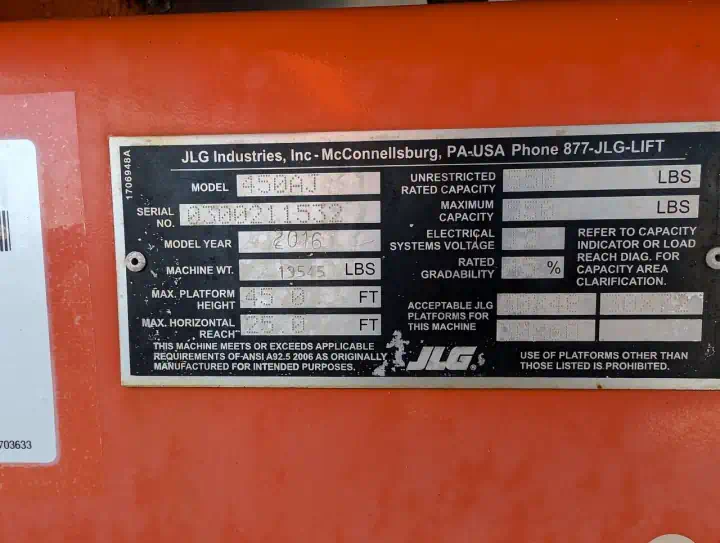 JLG Industries, Inc - McConnellsburg, PA-USA Phone 877-JLG-LIFT
1706948A
MODEL 450AJ
SERIAL NO. 0300211532
MODEL YEAR 2016
MACHINE WT. 19545 LBS
MAX. PLATFORM HEIGHT 45 0 FT
MAX. HORIZONTAL REACH 25 0 FT
THIS MACHINE MEETS OR EXCEEDS APPLICABLE
REQUIREMENTS OF-ANSI A92.5 2006 AS ORIGINALLY
MANUFACTURED FOR INTENDED PURPOSES.
UNRESTRICTED RATED CAPACITY LBS
MAXIMUM CAPACITY LBS
ELECTRICAL SYSTEMS VOLTAGE
RATED GRADABILITY %
REFER TO CAPACITY
INDICATOR OR LOAD
REACH DIAG. FOR
CAPACITY AREA
CLARIFICATION.
ACCEPTABLE JLG
PLATFORMS FOR
THIS MACHINE
JLG
USE OF PLATFORMS OTHER THAN
THOSE LISTED IS PROHIBITED.
703633